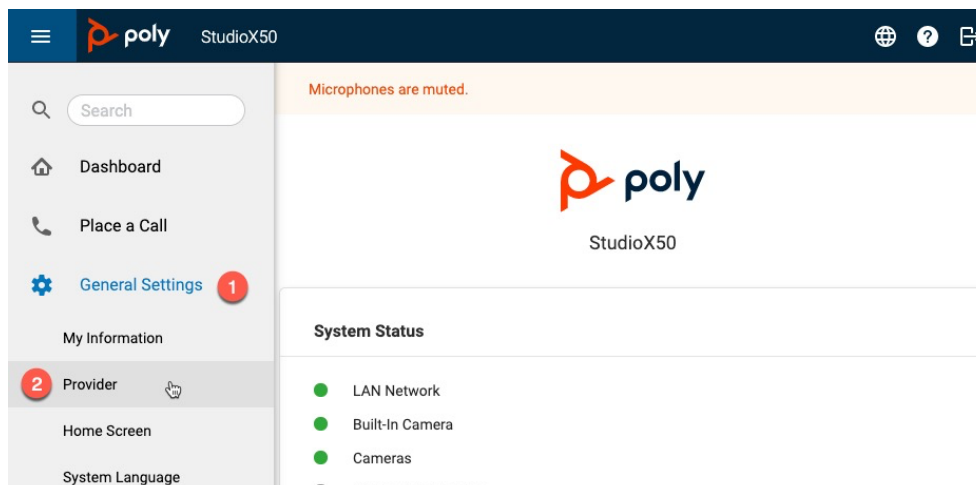 poly StudioX50
Search
Microphones are muted.
Dashboard
Place a Call
General Settings 1
My Information
2 Provider
Home Screen
System Language
poly
StudioX50
System Status
LAN Network
Built-In Camera
Cameras